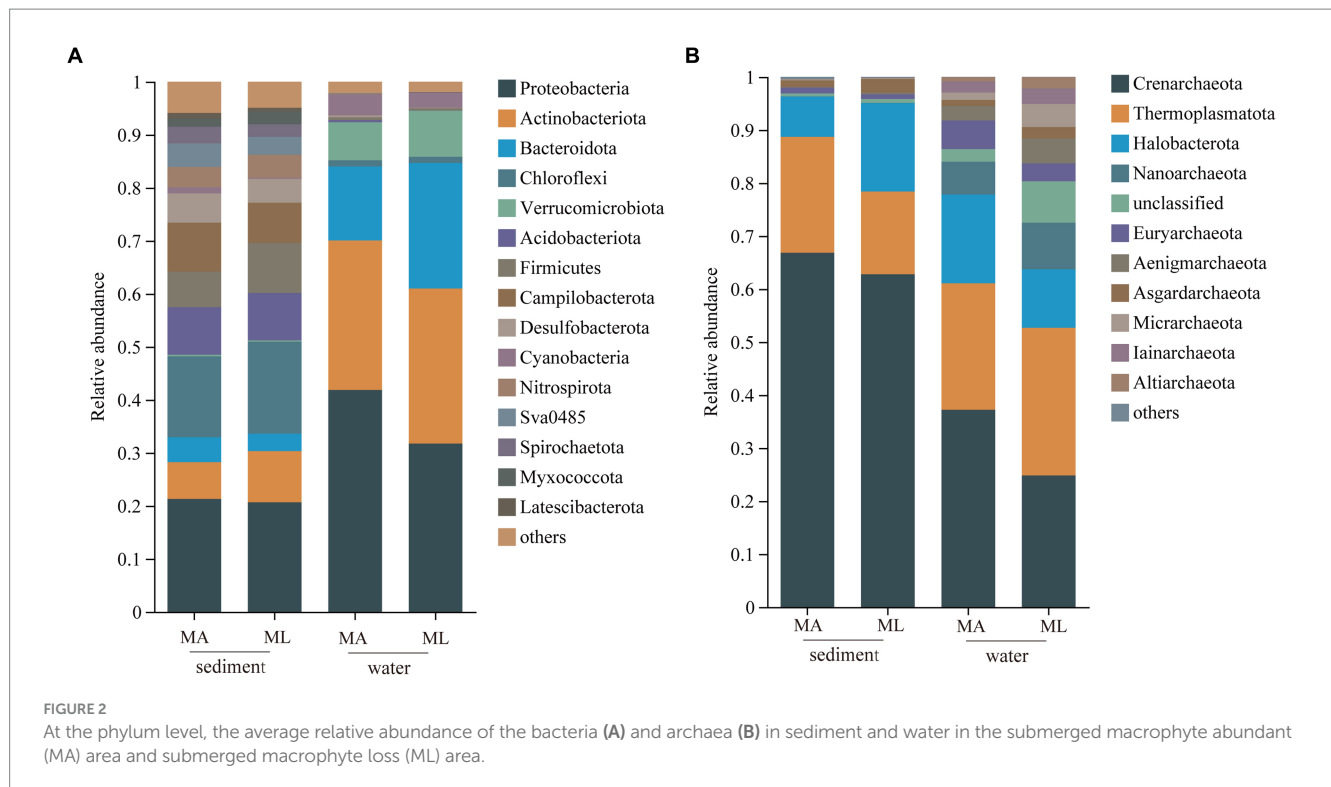 A
1
0.9
0.8
0.7
0.6
0.5
0.4
0.3
0.2
0.1
0
Relative abundance
MA
ML
MA
ML
sediment
water
Proteobacteria
Actinobacteriota
Bacteroidota
Chloroflexi
Verrucomicrobiota
Acidobacteriota
Firmicutes
Campilobacterota
Desulfobacterota
Cyanobacteria
Nitrospirota
Sva0485
Spirochaetota
Myxococcota
Latescibacterota
others
B
1
0.9
0.8
0.7
0.6
0.5
0.4
0.3
0.2
0.1
0
Relative abundance
MA
ML
MA
ML
sediment
water
Crenarchaeota
Thermoplasmatota
Halobacterota
Nanoarchaeota
unclassified
Euryarchaeota
Aenigmarchaeota
Asgardarchaeota
Micrarchaeota
Iainarchaeota
Altiarchaeota
others
FIGURE 2
At the phylum level, the average relative abundance of the bacteria (A) and archaea (B) in sediment and water in the submerged macrophyte abundant
(MA) area and submerged macrophyte loss (ML) area.